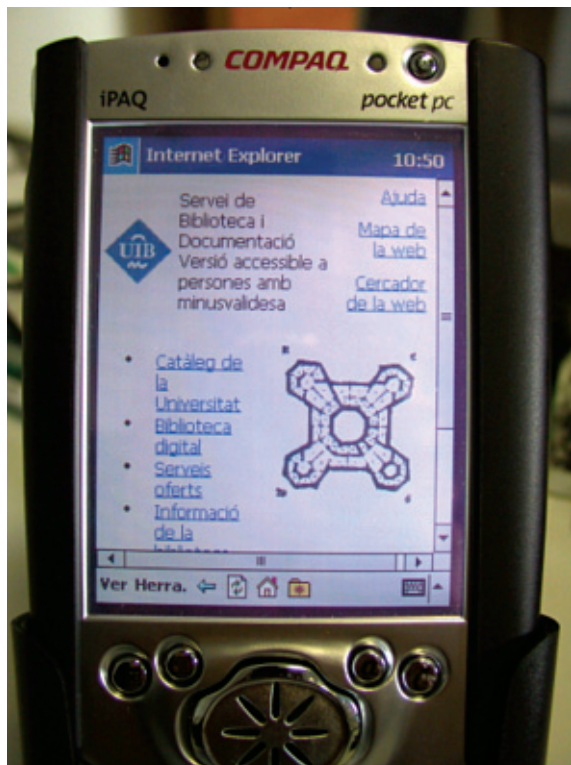 COMPAQ
iPAQ
pocket pc
Internet Explorer
10:50
UIB
Servei de
Biblioteca i
Documentació
Versió accessible a
persones amb
minusvalidesa
Ajuda
Mapa de
la web
Cercador
de la web
Catàleg de
la
Universitat
Biblioteca
digital
Serveis
oferts
Informació
de la
Ver Herra.